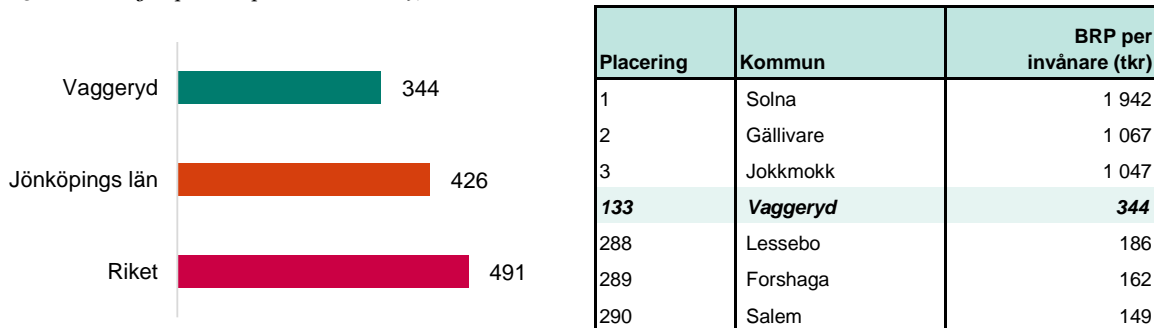 Vaggeryd 344
Jönköpings län 426
Riket 491
Placering Kommun BRP per invånare (tkr)
1 Solna 1 942
2 Gällivare 1 067
3 Jokkmokk 1 047
133 Vaggeryd 344
288 Lessebo 186
289 Forshaga 162
290 Salem 149